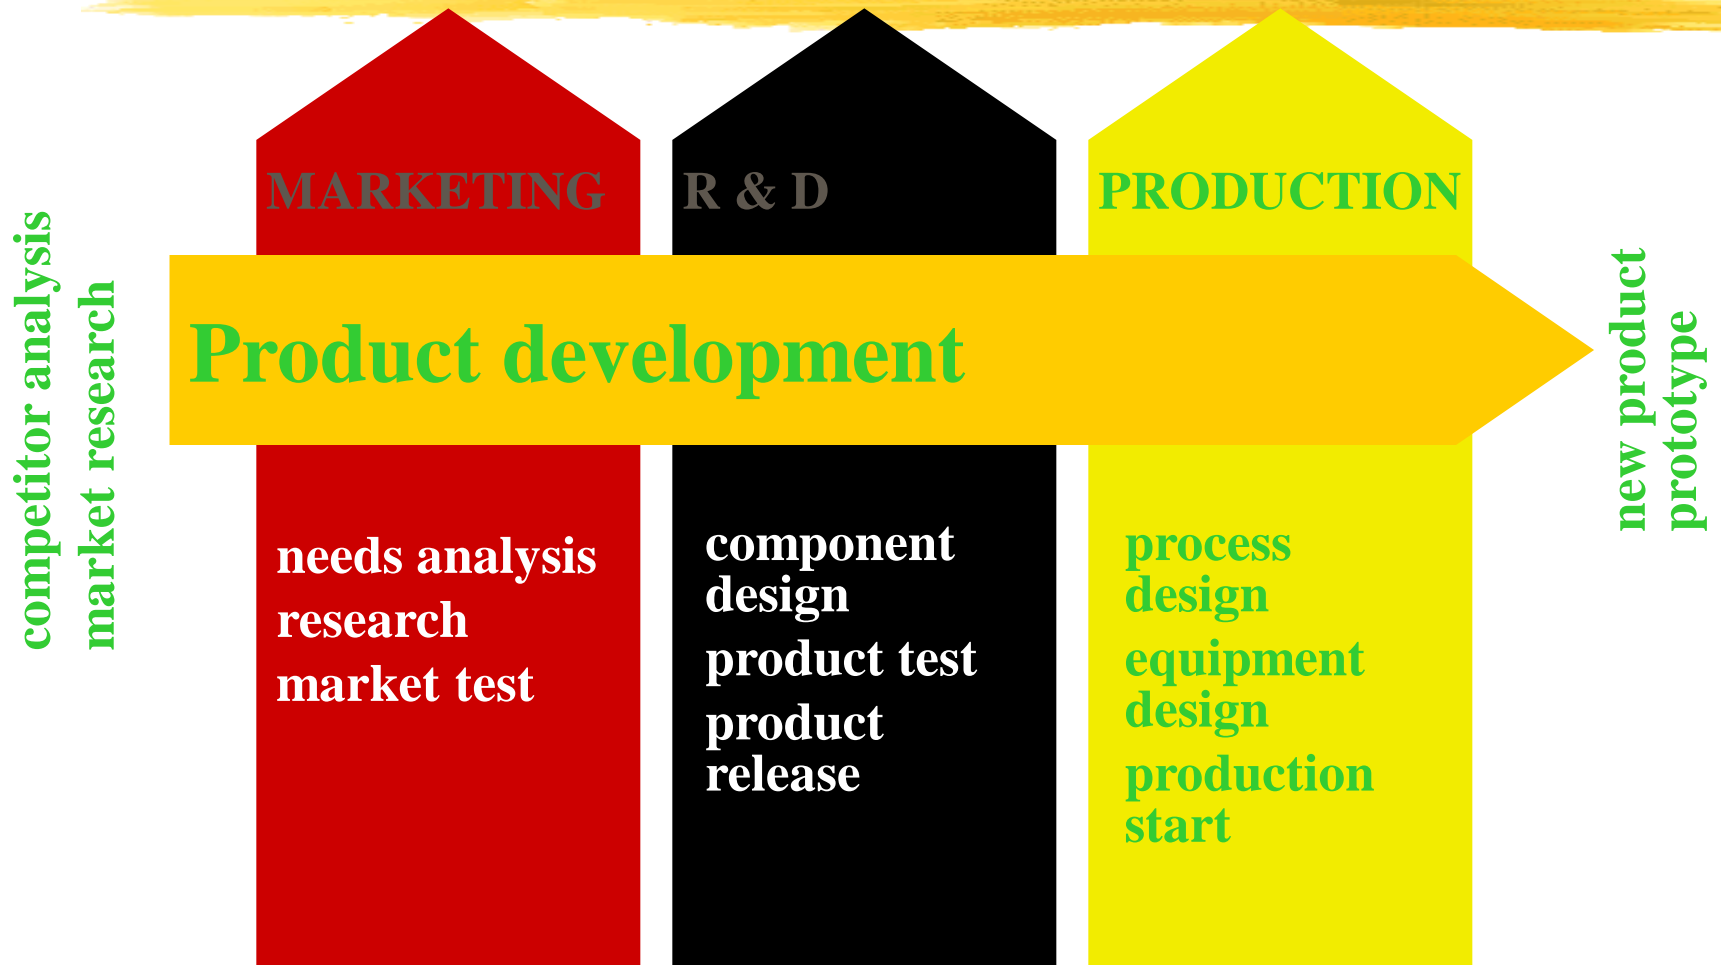 competitor analysis
market research
MARKETING
R & D
PRODUCTION
Product development
needs analysis
research
market test
component
design
product test
product
release
process
design
equipment
design
production
start
new product
prototype